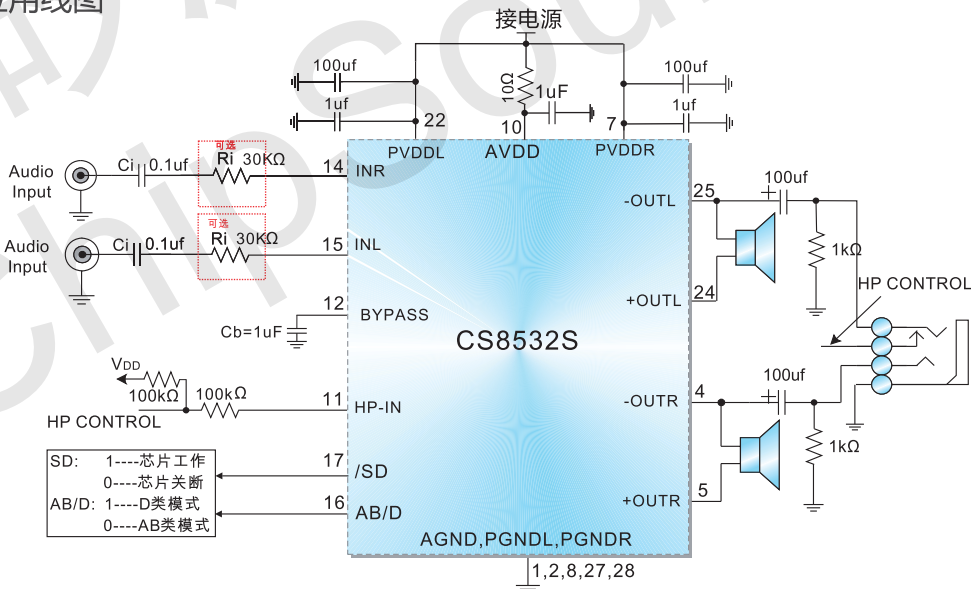 用线图
接电源
100uf
1uf
22
10Ω
1uF
10
100uf
1uf
7
PVDDL
AVDD
PVDDR
Audio
Input
Ci
0.1uf
可选
Ri 30KΩ
14
INR
Audio
Input
Ci
0.1uf
可选
Ri 30KΩ
15
INL
12
BYPASS
Cb=1uF
VDD
100kΩ
100kΩ
HP CONTROL
11
HP-IN
SD: 1----芯片工作
0----芯片关断
AB/D: 1----D类模式
0----AB类模式
17
/SD
16
AB/D
CS8532S
25
-OUTL
+
100uf
1kΩ
24
+OUTL
HP CONTROL
4
-OUTR
+
100uf
1kΩ
5
+OUTR
AGND,PGNDL,PGNDR
1,2,8,27,28